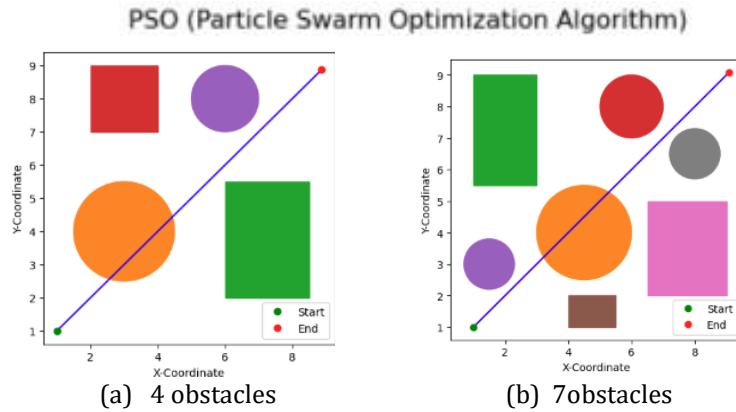 PSO (Particle Swarm Optimization Algorithm)
9
8
7
6
5
4
3
2
1
Y-Coordinate
2
4
6
8
X-Coordinate
Start
End
(a) 4 obstacles
9
8
7
6
5
4
3
2
1
Y-Coordinate
2
4
6
8
X-Coordinate
Start
End
(b) 7obstacles